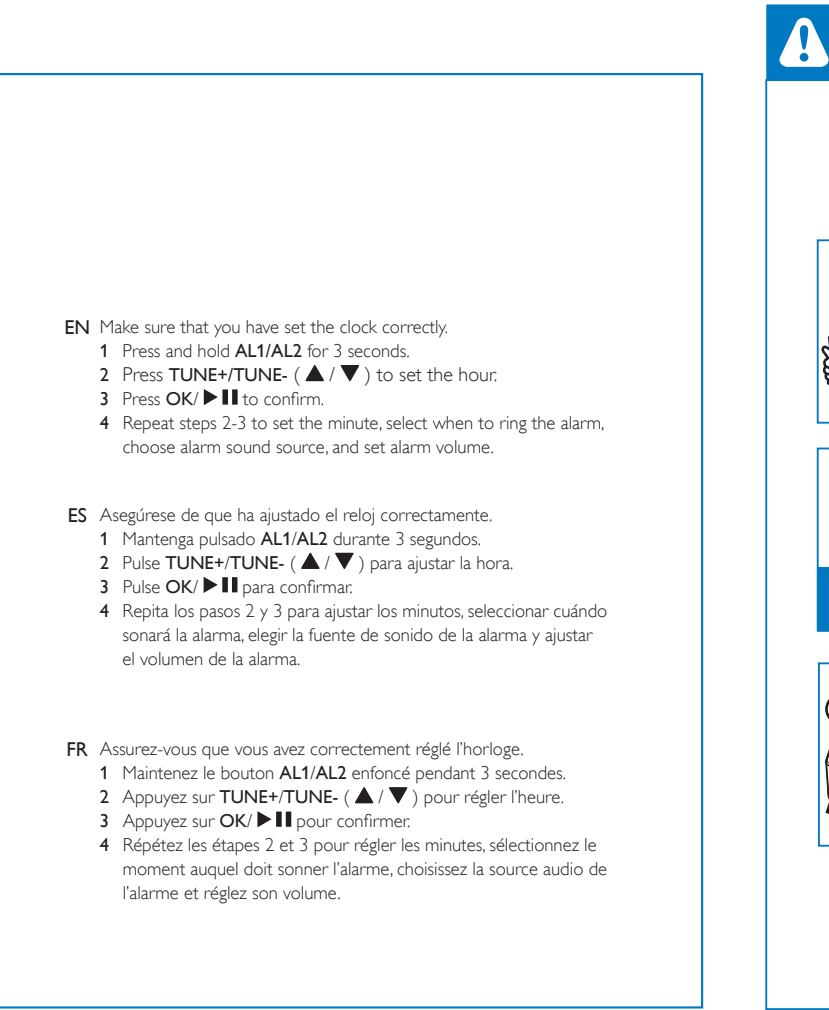 EN Make sure that you have set the clock correctly.
1 Press and hold AL1/AL2 for 3 seconds.
2 Press TUNE+/TUNE- ( ▲ / ▼ ) to set the hour.
3 Press OK/ ▶❚❚ to confirm.
4 Repeat steps 2-3 to set the minute, select when to ring the alarm,
choose alarm sound source, and set alarm volume.
ES Asegúrese de que ha ajustado el reloj correctamente.
1 Mantenga pulsado AL1/AL2 durante 3 segundos.
2 Pulse TUNE+/TUNE- ( ▲ / ▼ ) para ajustar la hora.
3 Pulse OK/ ▶❚❚ para confirmar.
4 Repita los pasos 2 y 3 para ajustar los minutos, seleccionar cuándo
sonará la alarma, elegir la fuente de sonido de la alarma y ajustar
el volumen de la alarma.
FR Assurez-vous que vous avez correctement réglé l'horloge.
1 Maintenez le bouton AL1/AL2 enfoncé pendant 3 secondes.
2 Appuyez sur TUNE+/TUNE- ( ▲ / ▼ ) pour régler l'heure.
3 Appuyez sur OK/ ▶❚❚ pour confirmer.
4 Répétez les étapes 2 et 3 pour régler les minutes, sélectionnez le
moment auquel doit sonner l'alarme, choisissez la source audio de
l'alarme et réglez son volume.